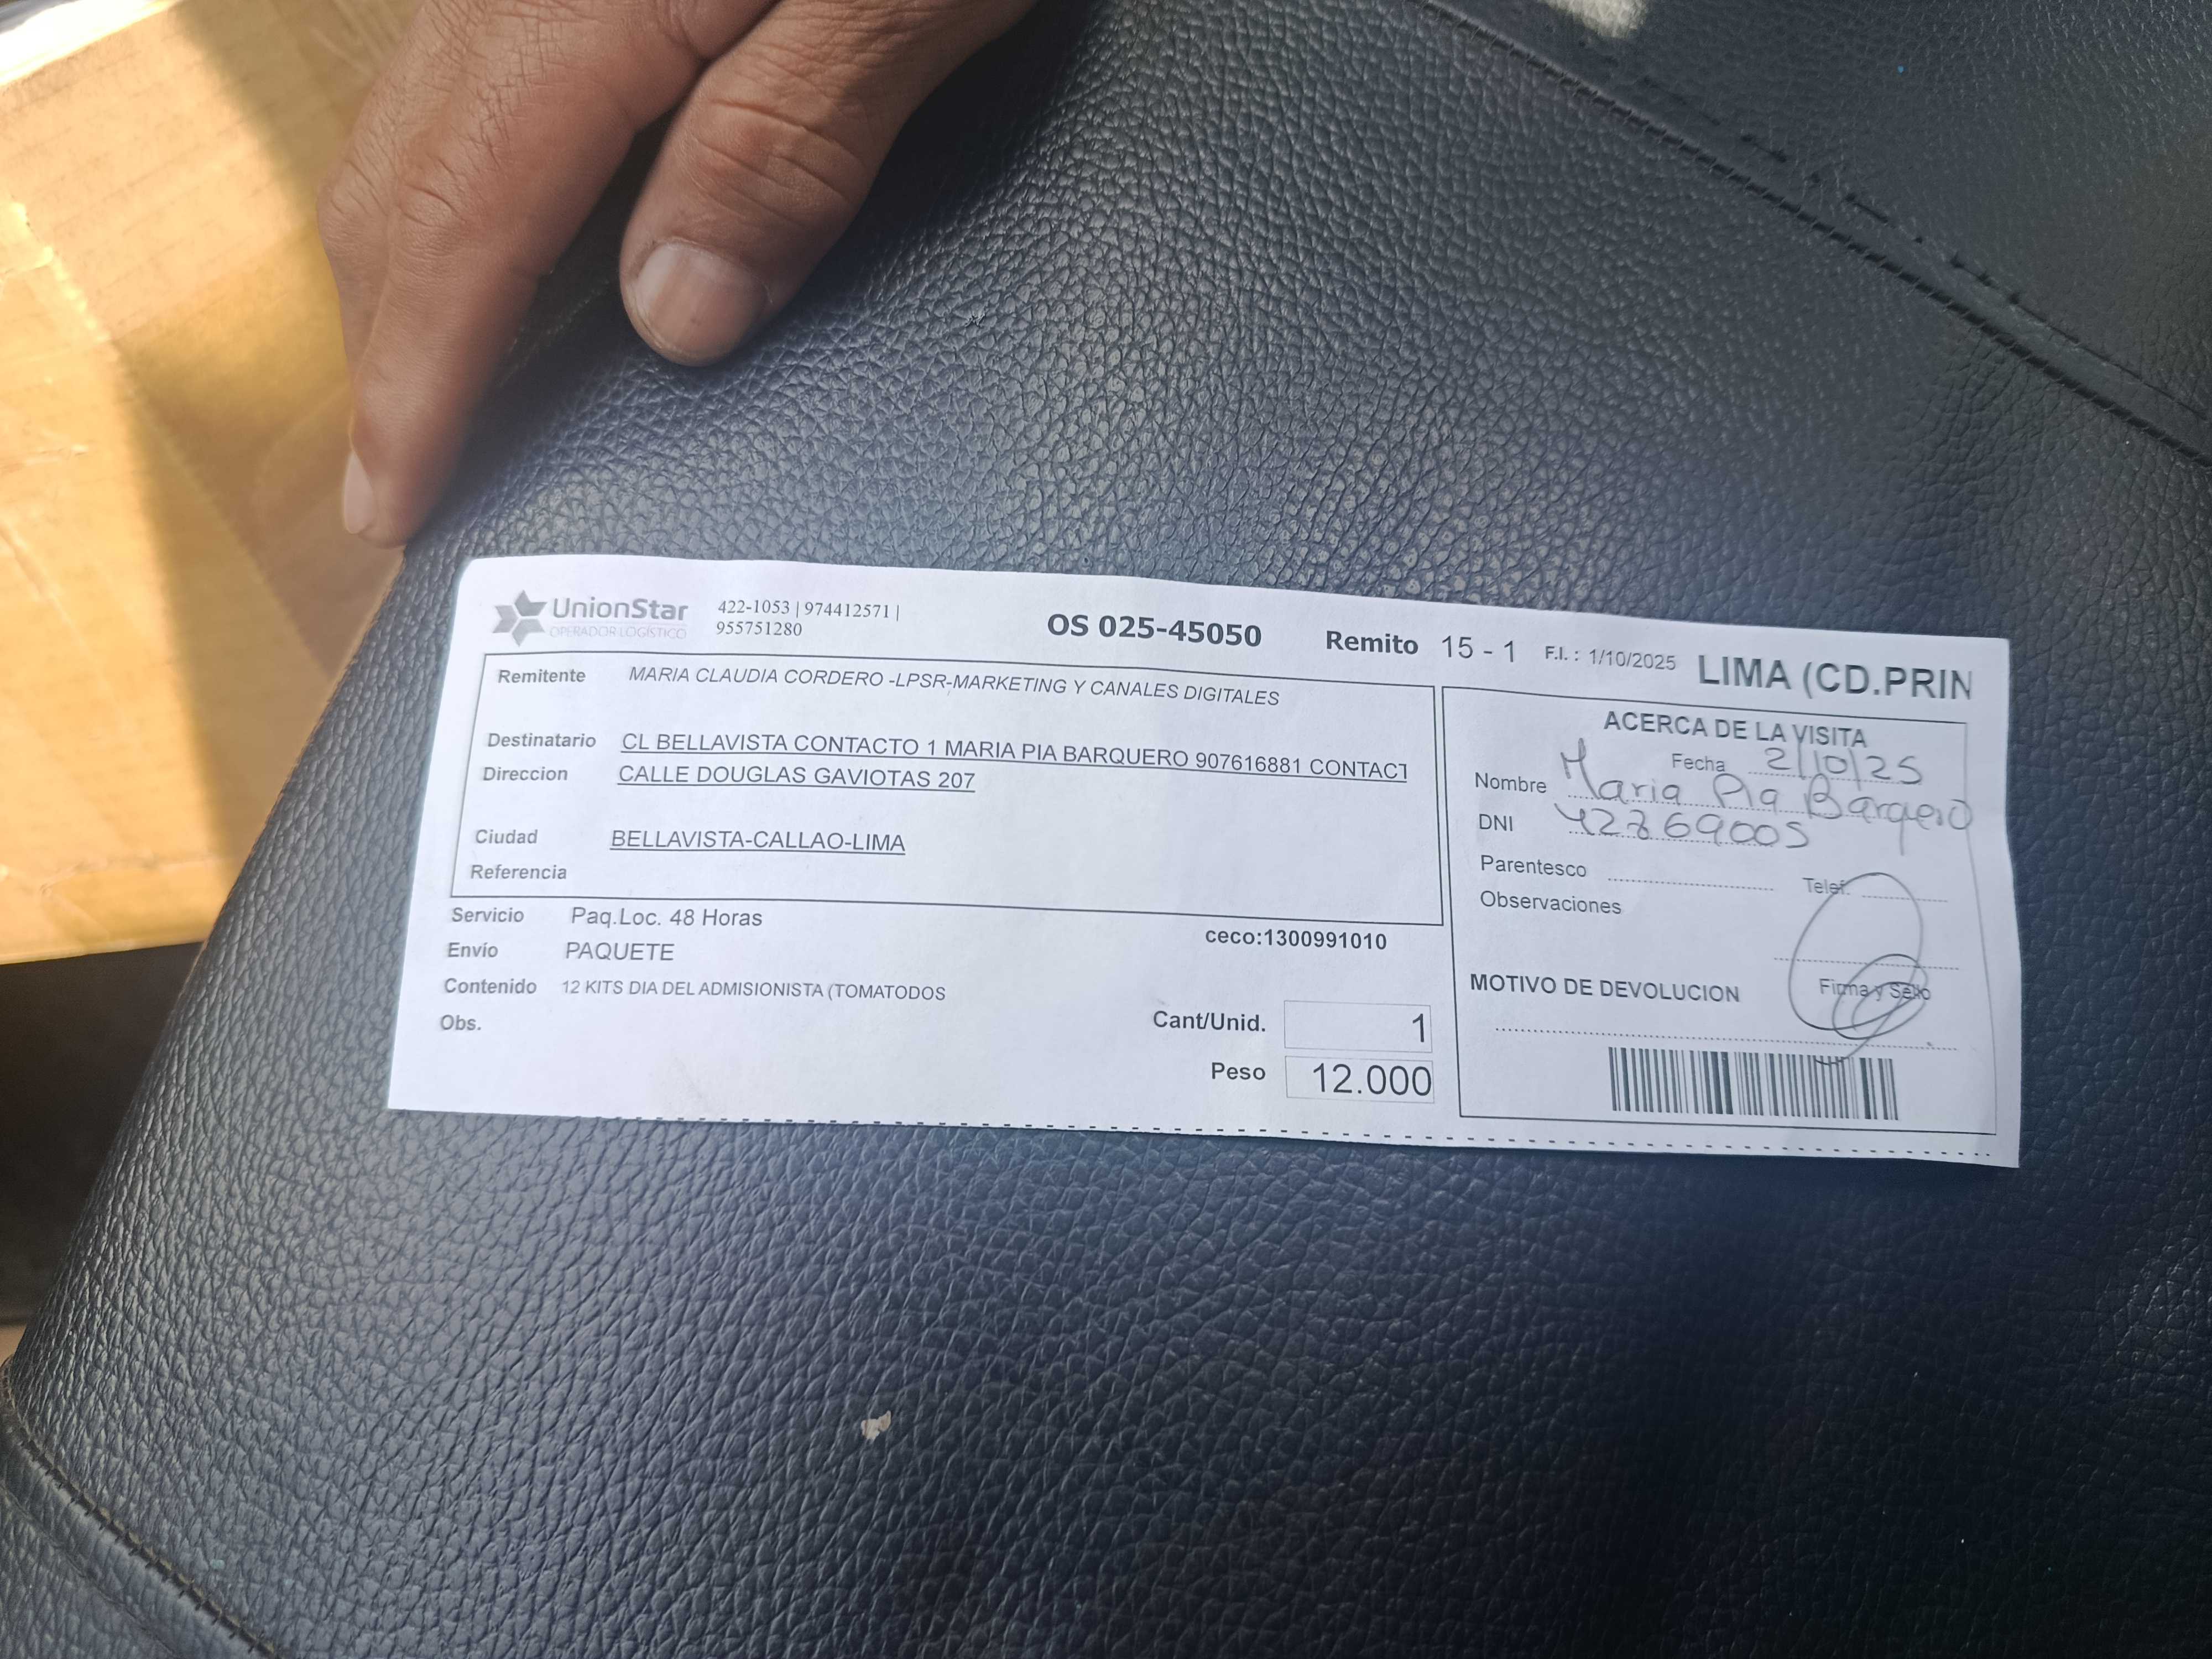 UnionStar
OPERADOR LOGÍSTICO
422-1053 | 974412571 |
955751280
OS 025-45050
Remito 15 - 1
F.I. : 1/10/2025
LIMA (CD.PRIN
Remitente MARIA CLAUDIA CORDERO -LPSR-MARKETING Y CANALES DIGITALES
Destinatario CL BELLAVISTA CONTACTO 1 MARIA PIA BARQUERO 907616881 CONTACT
Direccion CALLE DOUGLAS GAVIOTAS 207
Ciudad BELLAVISTA-CALLAO-LIMA
Referencia
Servicio Paq.Loc. 48 Horas
ceco:1300991010
Envío PAQUETE
Contenido 12 KITS DIA DEL ADMISIONISTA (TOMATODOS
Obs.
Cant/Unid. 1
Peso 12.000
ACERCA DE LA VISITA
Fecha 2/10/25
Nombre Maria Pia Barquero
DNI
Parentesco
Telef.
Observaciones
Firma y Sello
MOTIVO DE DEVOLUCION